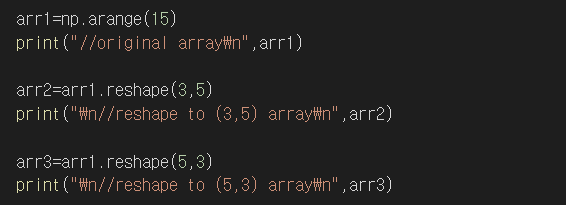 arr1=np.arange(15)
print("//original array₩n",arr1)
arr2=arr1.reshape(3,5)
print("₩n//reshape to (3,5) array₩n",arr2)
arr3=arr1.reshape(5,3)
print("₩n//reshape to (5,3) array₩n",arr3)